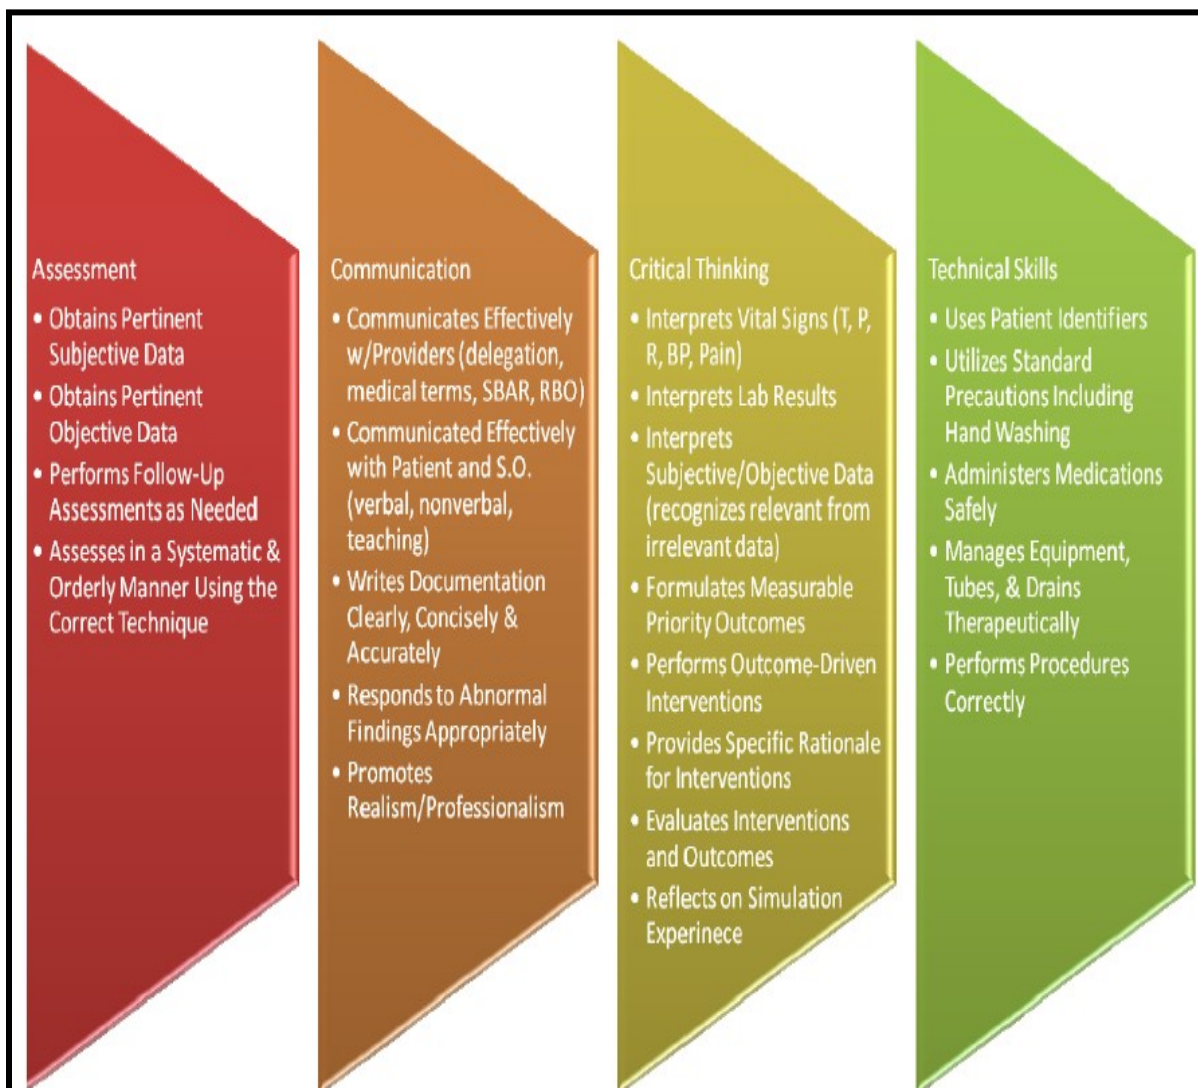 Assessment
• Obtains Pertinent
Subjective Data
• Obtains Pertinent
Objective Data
• Performs Follow-Up
Assessments as Needed
• Assesses in a Systematic &
Orderly Manner Using the
Correct Technique
Communication
• Communicates Effectively
w/Providers (delegation,
medical terms, SBAR, RBO)
• Communicated Effectively
with Patient and S.O.
(verbal, nonverbal,
teaching)
• Writes Documentation
Clearly, Concisely &
Accurately
• Responds to Abnormal
Findings Appropriately
• Promotes
Realism/Professionalism
Critical Thinking
• Interprets Vital Signs (T, P,
R, BP, Pain)
• Interprets Lab Results
• Interprets
Subjective/Objective Data
(recognizes relevant from
irrelevant data)
• Formulates Measurable
Priority Outcomes
• Performs Outcome-Driven
Interventions
• Provides Specific Rationale
for Interventions
• Evaluates Interventions
and Outcomes
• Reflects on Simulation
Experinece
Technical Skills
• Uses Patient Identifiers
• Utilizes Standard
Precautions Including
Hand Washing
• Administers Medications
Safely
• Manages Equipment,
Tubes, & Drains
Therapeutically
• Performs Procedures
Correctly